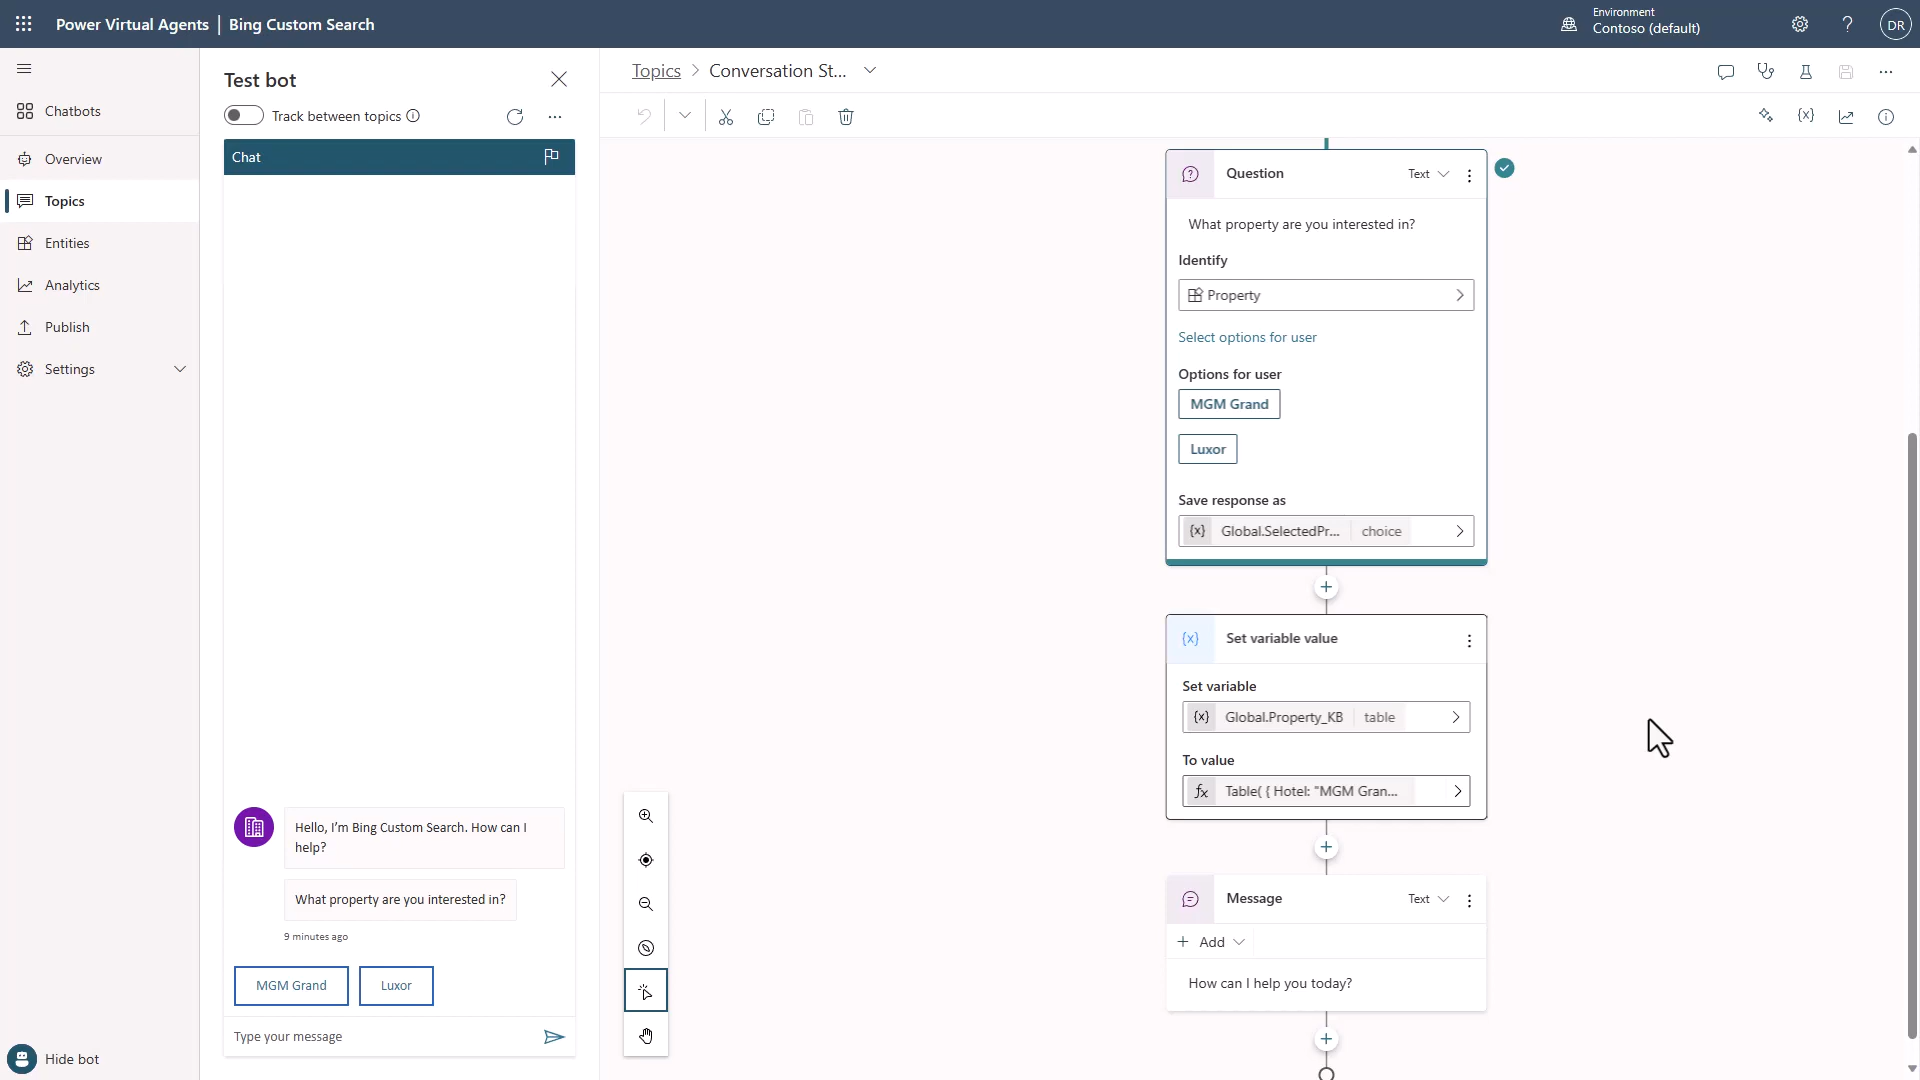 Power Virtual Agents | Bing Custom Search
Environment
Contoso (default)
DR
Chatbots
Overview
Topics
Entities
Analytics
Publish
Settings
Hide bot
Test bot
Track between topics
Chat
Hello, I'm Bing Custom Search. How can I
help?
What property are you interested in?
9 minutes ago
MGM Grand
Luxor
Type your message
Topics > Conversation St...
Question
Text
What property are you interested in?
Identify
Property
Select options for user
Options for user
MGM Grand
Luxor
Save response as
{x} Global.SelectedPr... choice
{x} Set variable value
Set variable
{x} Global.Property_KB table
To value
fx Table( { Hotel: "MGM Gran...
Message
Text
+ Add
How can I help you today?